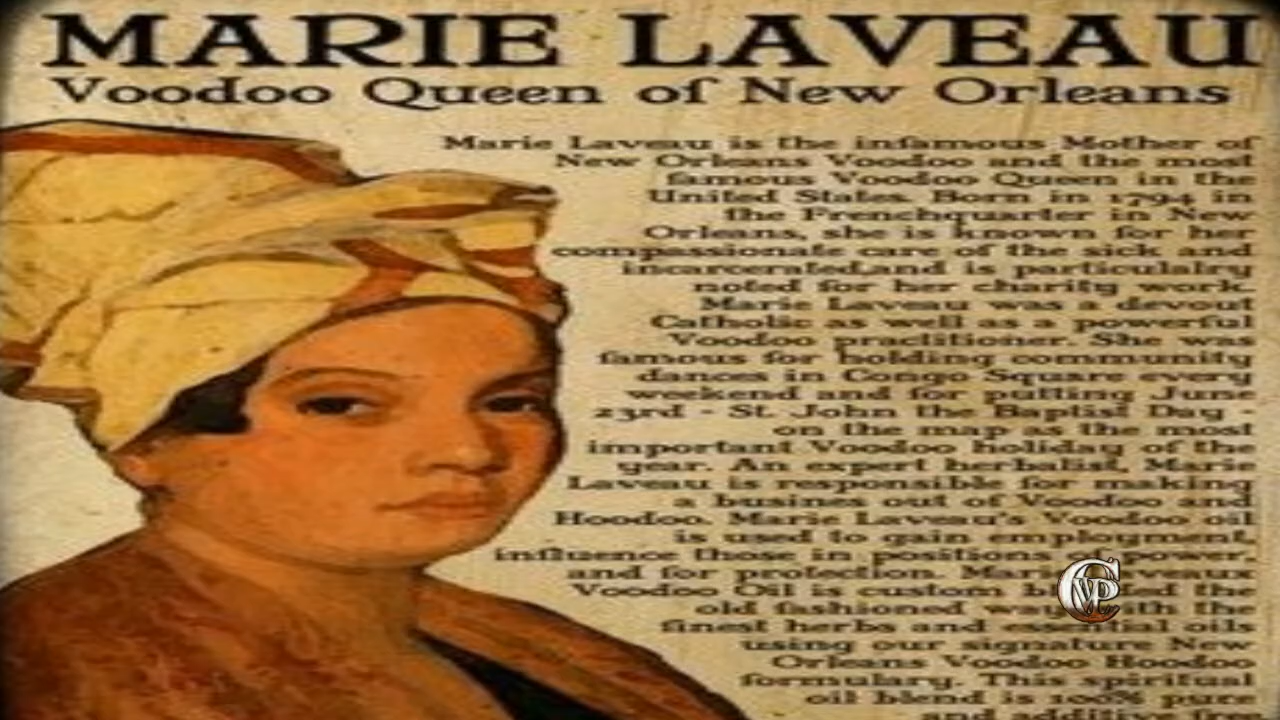 MARIE LAVEAU
Voodoo Queen of New Orleans
Marie Laveau is the infamous Mother of
New Orleans Voodoo and the most
famous Voodoo Queen in the
United States. Born in 1794 in
the Frenchquarter in New
Orleans, she is known for her
compassionate care of the sick and
incarcerated,and is particulalry
noted for her charity work.
Marie Laveau was a devout
Catholic as well as a powerful
Voodoo practitioner. She was
famous for holding community
dances in Congo Square every
weekend and for putting June
23rd - St. John the Baptist Day -
on the map as the most
important Voodoo holiday of the
year. An expert herbalist, Marie
Laveau is responsible for making
a busines out of Voodoo and
Hoodoo. Marie Laveau's Voodoo oil
is used to gain employment,
influence those in positions of power,
and for protection.
Voodoo Oil is custom the
old fashioned way with the
finest herbs and essential oils
using our signature New
Orleans Voodoo Hoodoo
formulary. This spiritual
oil blend is 100% pure